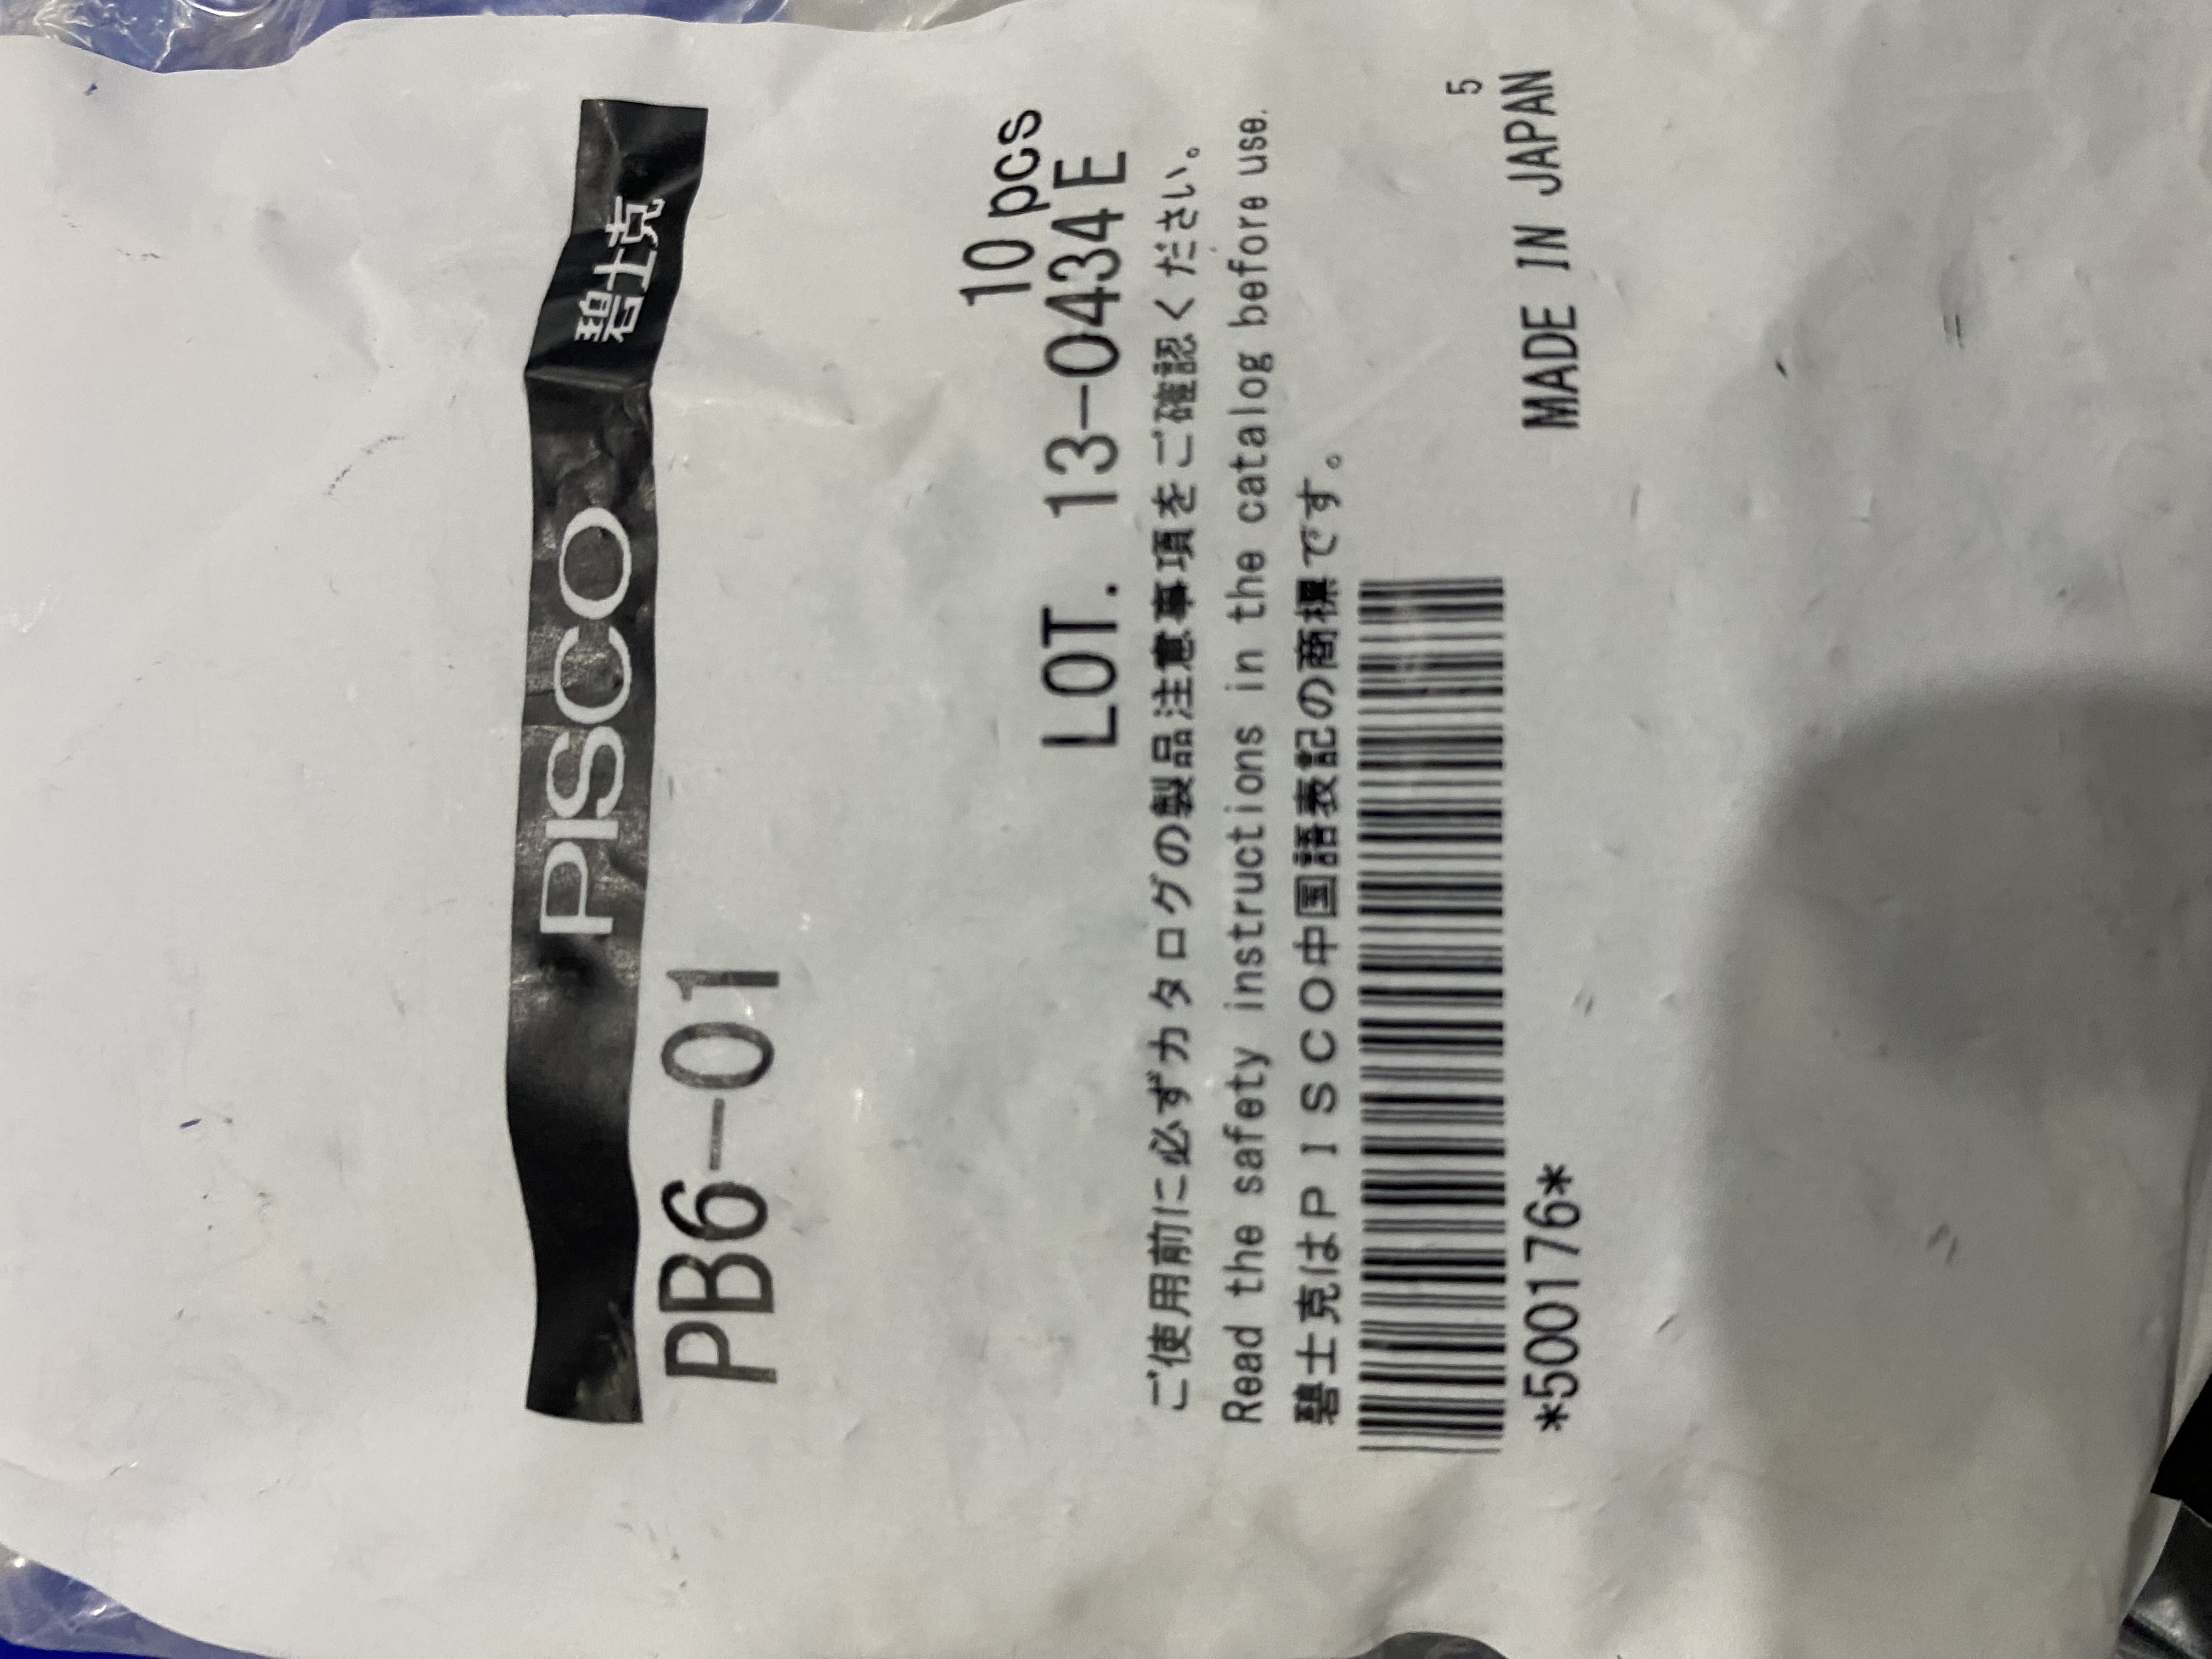 PISCO 碧士克
PB6-01
10 pcs
LOT. 13-0434E
ご使用前に必ずカタログの製品注意事項をご確認ください。
Read the safety instructions in the catalog before use.
碧士克はＰＩＳＣＯ中国語表記の商標です。
5
*500176* MADE IN JAPAN